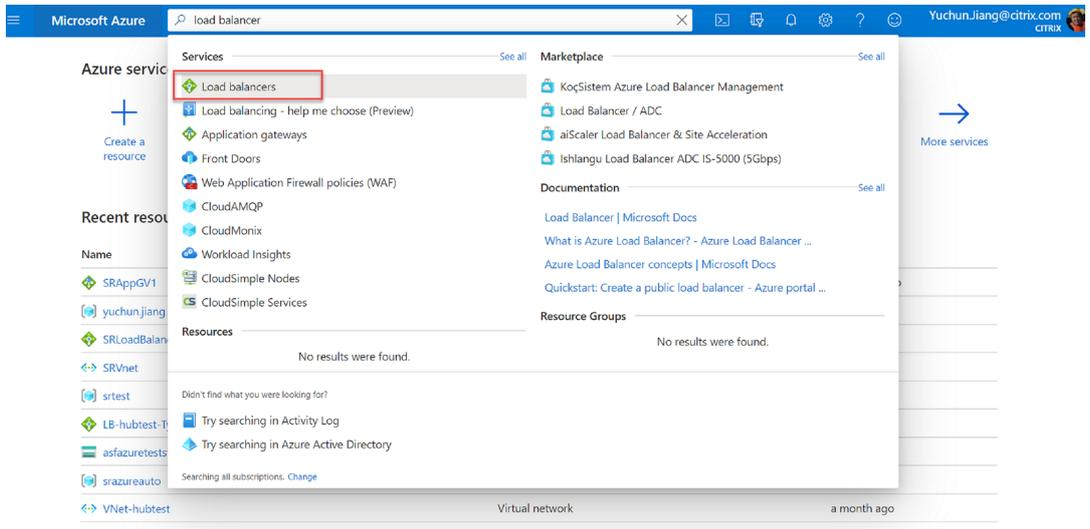 Microsoft Azure
load balancer
Yuchun.Jiang@citrix.com
CITRIX
Azure servic
Create a
resource
More services
Services
See all
Load balancers
Load balancing - help me choose (Preview)
Application gateways
Front Doors
Web Application Firewall policies (WAF)
CloudAMQP
CloudMonix
Workload Insights
CloudSimple Nodes
CloudSimple Services
Resources
No results were found.
Marketplace
See all
KoçSistem Azure Load Balancer Management
Load Balancer / ADC
aiScaler Load Balancer & Site Acceleration
Ishlangu Load Balancer ADC IS-5000 (5Gbps)
Documentation
See all
Load Balancer | Microsoft Docs
What is Azure Load Balancer? - Azure Load Balancer ...
Azure Load Balancer concepts | Microsoft Docs
Quickstart: Create a public load balancer - Azure portal ...
Resource Groups
No results were found.
Didn't find what you were looking for?
Try searching in Activity Log
Try searching in Azure Active Directory
Searching all subscriptions. Change
Recent resou
Name
SRAppGV1
yuchun.jiang
SRLoadBalan
SRVnet
srtest
LB-hubtest-Ty
asfazuretests
srazureauto
VNet-hubtest Virtual network a month ago